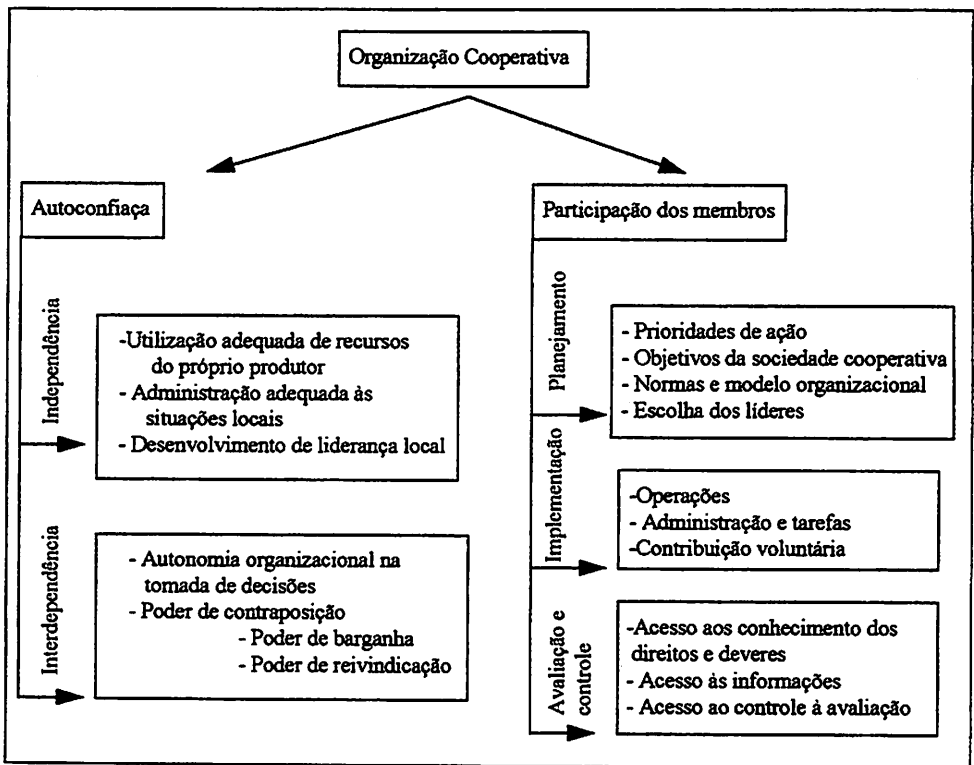 Organização Cooperativa
Autoconfiaça
Independência
-Utilização adequada de recursos
do próprio produtor
- Administração adequada às
situações locais
- Desenvolvimento de liderança local
Interdependência
- Autonomia organizacional na
tomada de decisões
- Poder de contraposição
- Poder de barganha
- Poder de reivindicação
Participação dos membros
Planejamento
- Prioridades de ação
- Objetivos da sociedade cooperativa
- Normas e modelo organizacional
- Escolha dos líderes
Implementação
-Operações
- Administração e tarefas
-Contribuição voluntária
Avaliação e
controle
-Acesso aos conhecimento dos
direitos e deveres
- Acesso às informações
- Acesso ao controle à avaliação